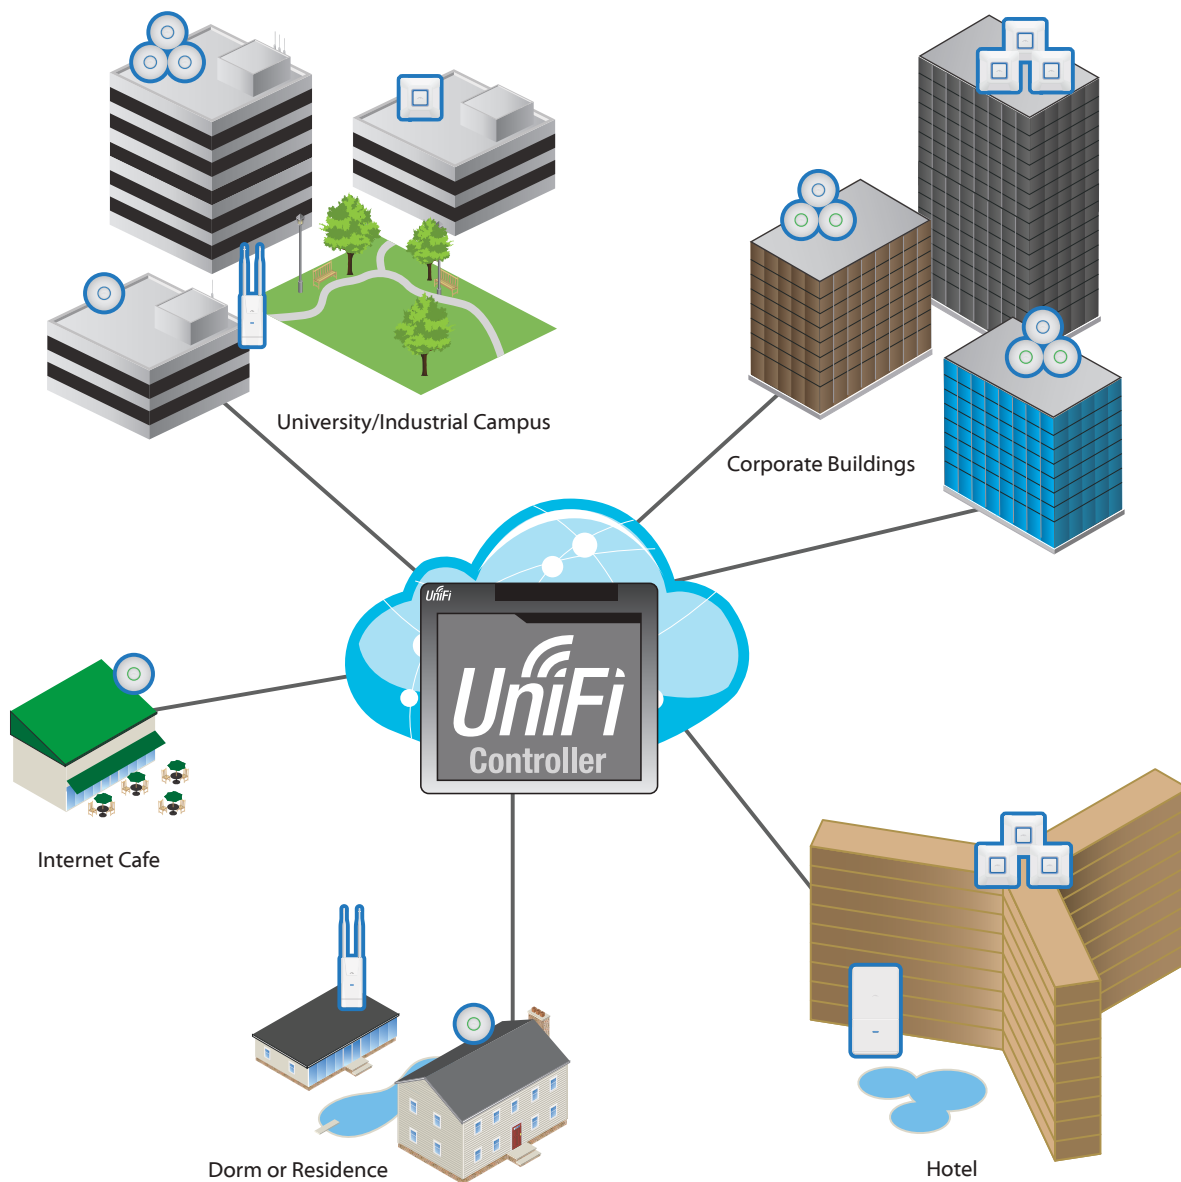 University/Industrial Campus
Corporate Buildings
UniFi
UniFi
Controller
Internet Cafe
Dorm or Residence
Hotel